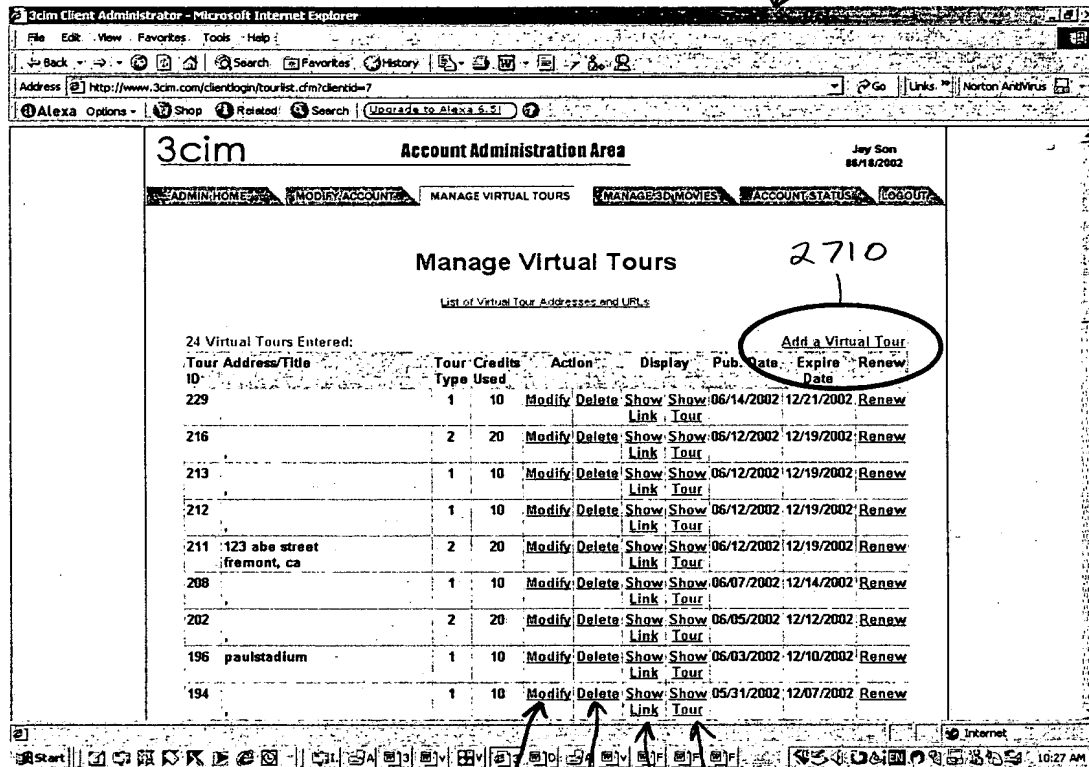 3cim Client Administrator - Microsoft Internet Explorer
File Edit View Favorites Tools Help
Back Search Favorites History
Address http://www.3cim.com/clientlogin/tourlist.cfm?clientid=7 Go Links » Norton AntiVirus
Alexa Options Shop Related Search Upgrade to Alexa 6.5!
3cim Account Administration Area Jay Son
06/18/2002
ADMIN HOME MODIFY ACCOUNT MANAGE VIRTUAL TOURS MANAGE 3D MOVIES ACCOUNT STATUS LOGOUT
Manage Virtual Tours
2710
List of Virtual Tour Addresses and URLs
24 Virtual Tours Entered: Add a Virtual Tour
Tour Address/Title Tour Credits Action Display Pub. Date Expire Renew
ID Type Used Date
229 1 10 Modify Delete Show Show 06/14/2002 12/21/2002 Renew
Link Tour
216 2 20 Modify Delete Show Show 06/12/2002 12/19/2002 Renew
, Link Tour
213 1 10 Modify Delete Show Show 06/12/2002 12/19/2002 Renew
, Link Tour
212 1 10 Modify Delete Show Show 06/12/2002 12/19/2002 Renew
, Link Tour
211 123 abe street 2 20 Modify Delete Show Show 06/12/2002 12/19/2002 Renew
fremont, ca Link Tour
208 1 10 Modify Delete Show Show 06/07/2002 12/14/2002 Renew
, Link Tour
202 2 20 Modify Delete Show Show 06/05/2002 12/12/2002 Renew
, Link Tour
196 paulstadium 1 10 Modify Delete Show Show 06/03/2002 12/10/2002 Renew
Link Tour
194 1 10 Modify Delete Show Show 05/31/2002 12/07/2002 Renew
, Link Tour
Internet
Start 10:27 AM